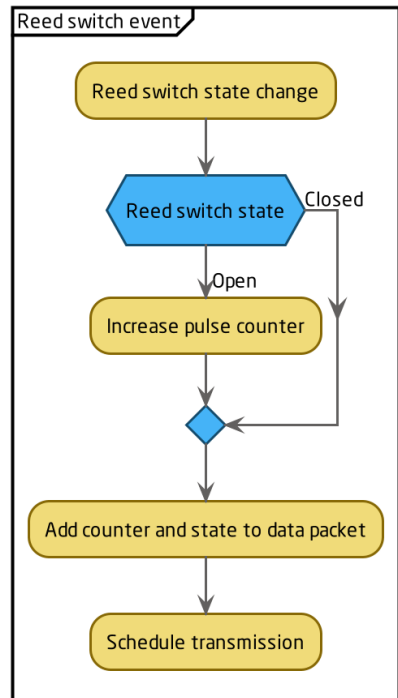 Reed switch event
Reed switch state change
Reed switch state
Closed
Open
Increase pulse counter
Add counter and state to data packet
Schedule transmission